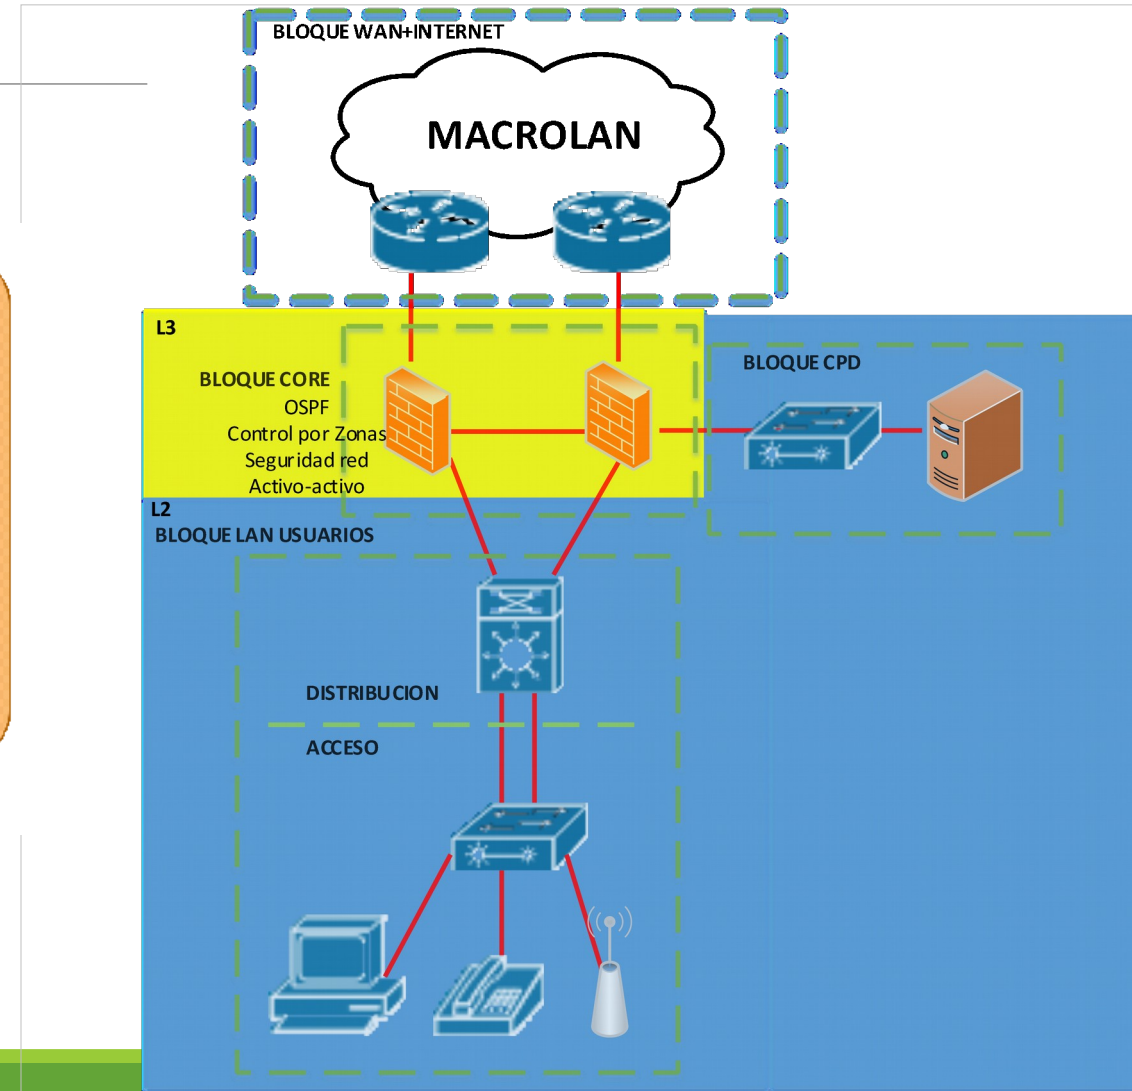 BLOQUE WAN+INTERNET
MACROLAN
L3
BLOQUE CORE
OSPF
Control por Zonas
Seguridad red
Activo-activo
BLOQUE CPD
L2
BLOQUE LAN USUARIOS
DISTRIBUCION
ACCESO